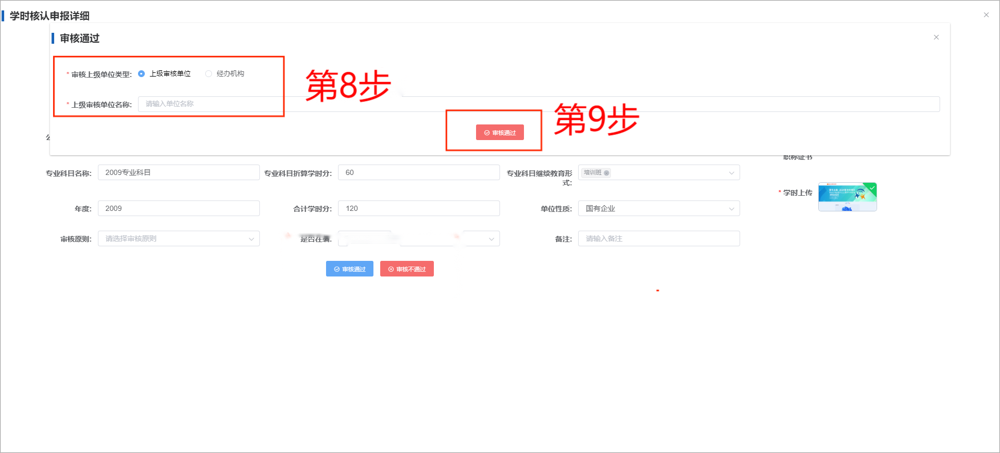 学时核认申报详细
审核通过
* 审核上级单位类型: 上级审核单位 经办机构
第8步
* 上级审核单位名称: 请输入单位名称
第9步
审核通过
职称证书
专业科目名称: 2009专业科目 专业科目折算学时分: 60 专业科目继续教育形式: 培训班
* 学时上传
年度: 2009 合计学时分: 120 单位性质: 国有企业
审核原则: 请选择审核原则 是否在编: 备注: 请输入备注
审核通过 审核不通过